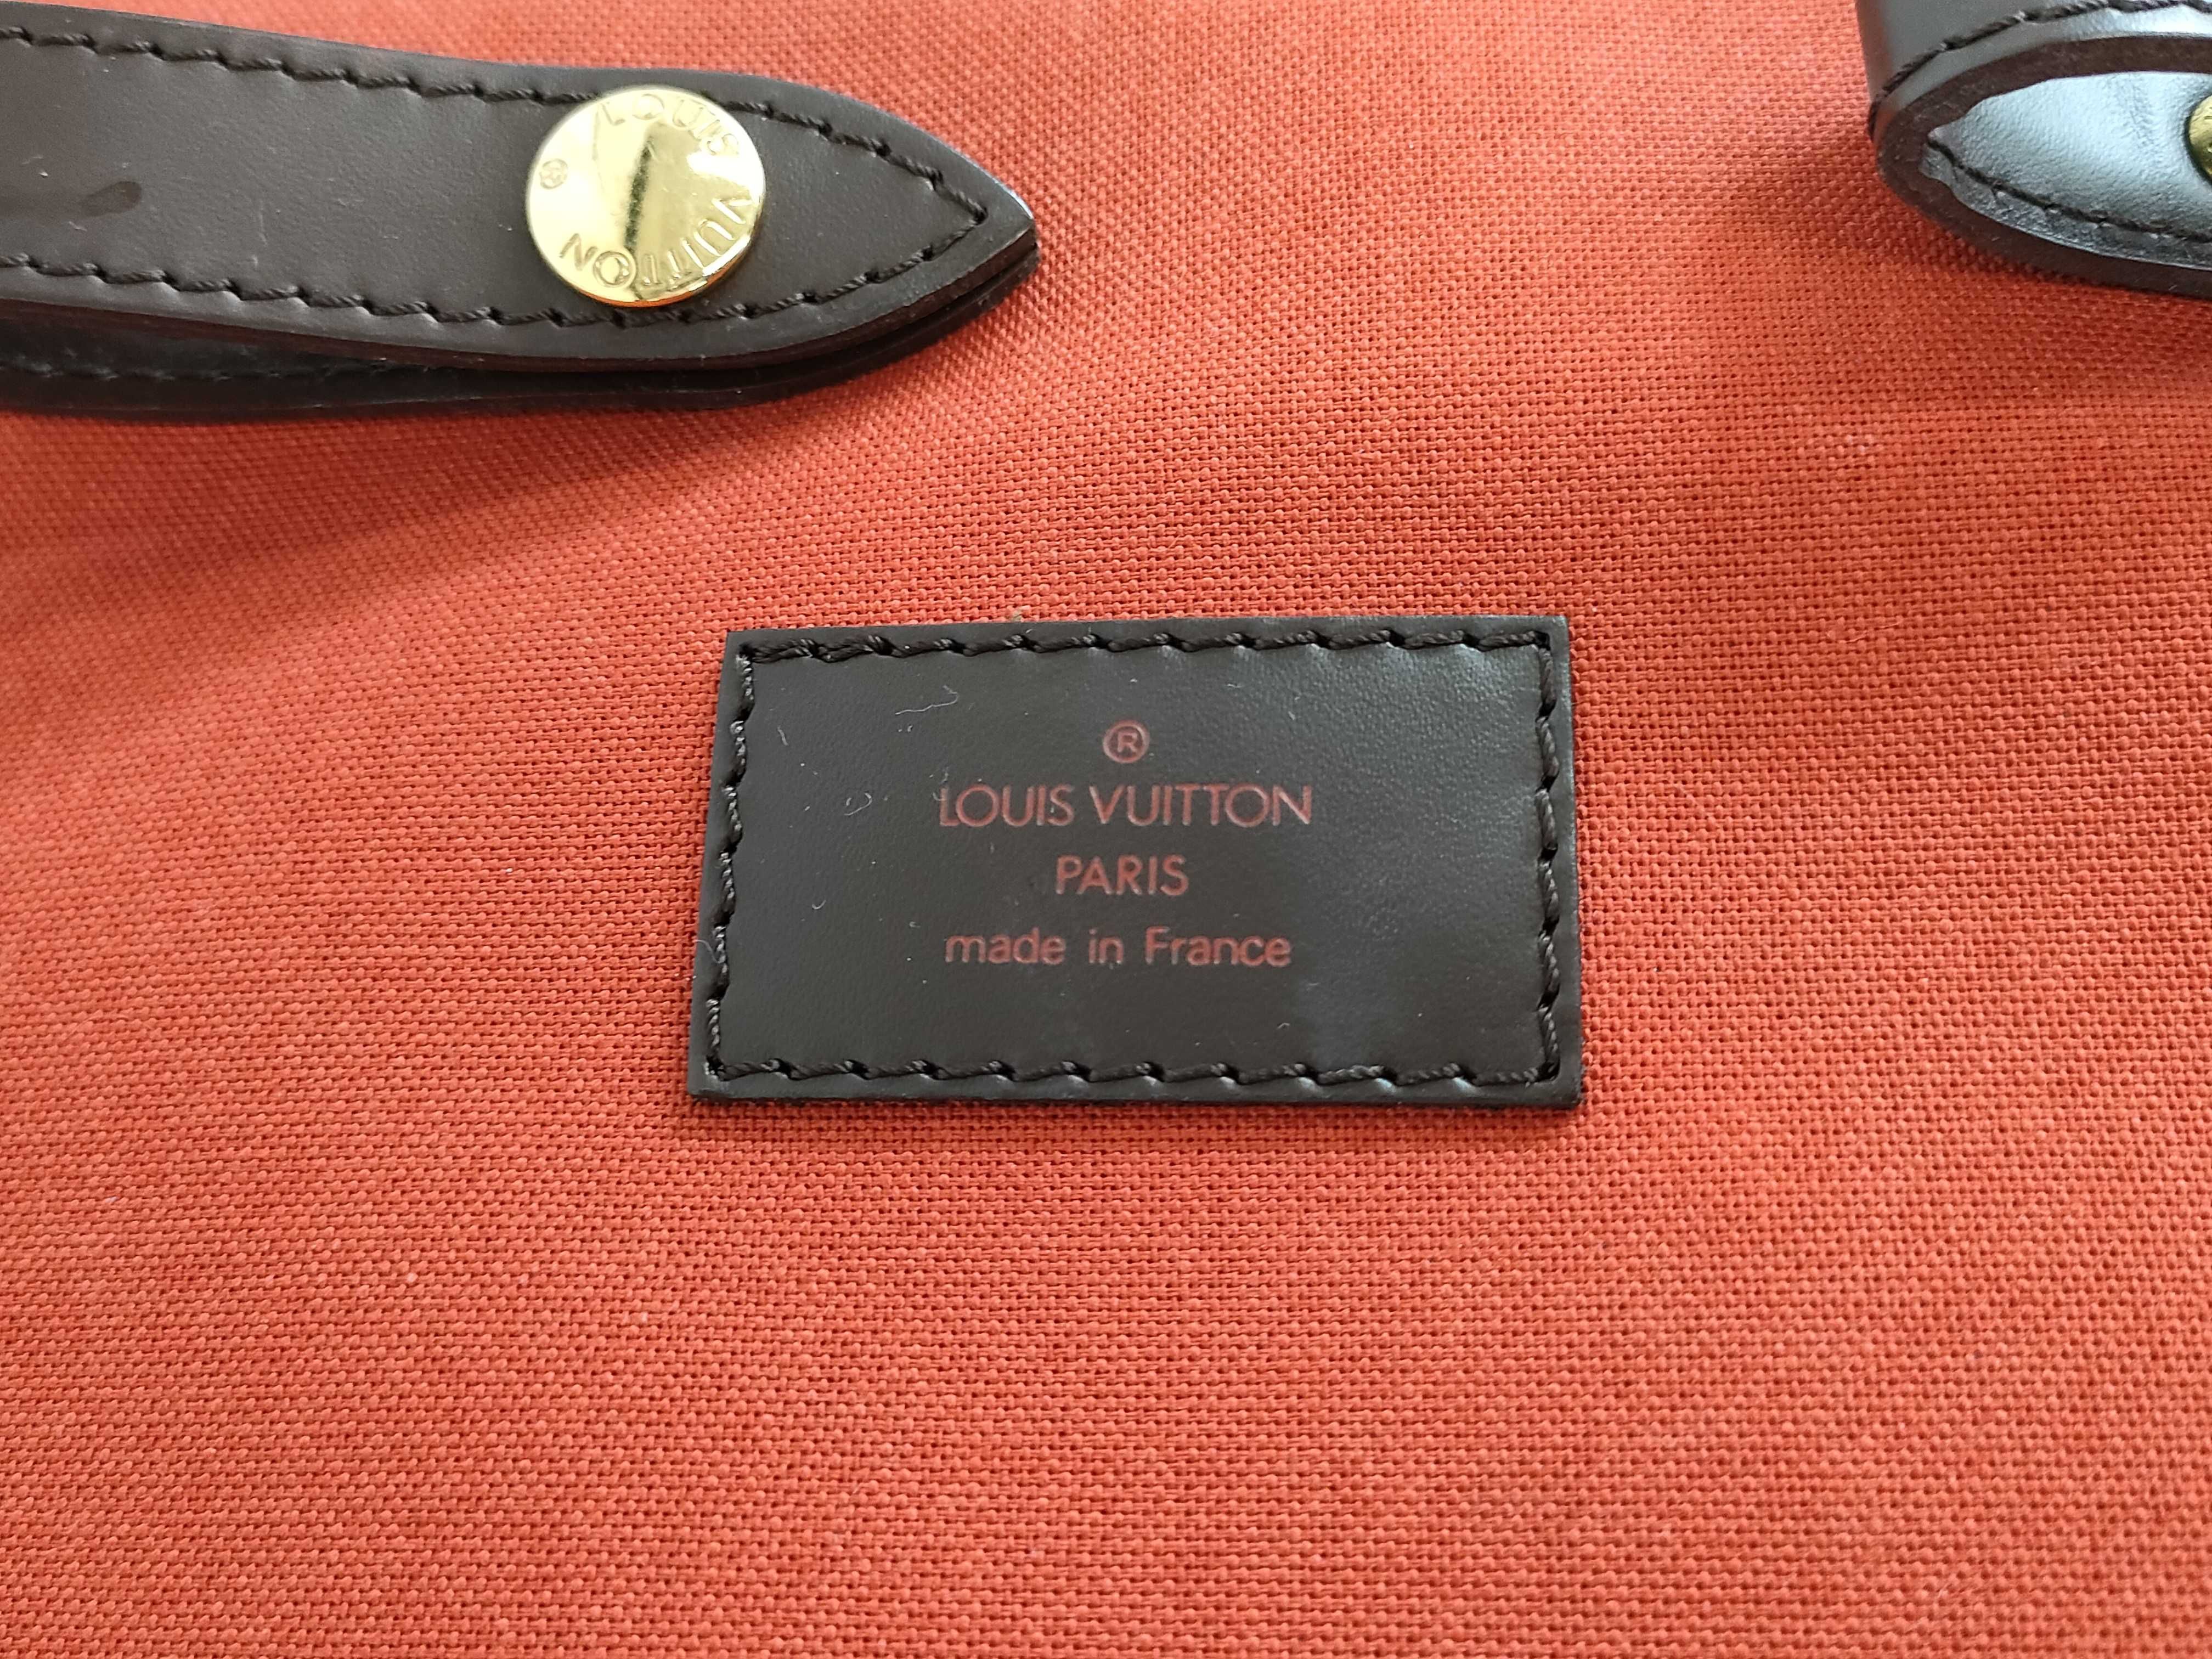 LOUIS VUITTON ®
®
LOUIS VUITTON
PARIS
made in France